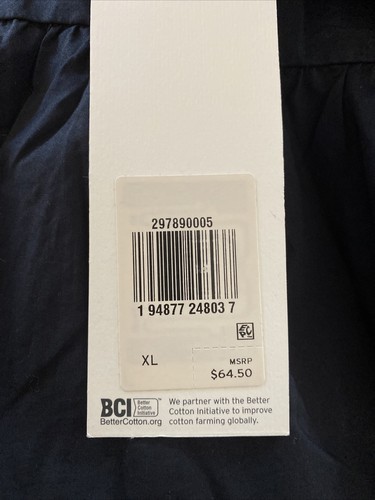 297890005
1 94877 24803 7
XL
MSRP
$64.50
BCI Better Cotton Initiative™
BetterCotton.org
We partner with the Better
Cotton Initiative to improve
cotton farming globally.